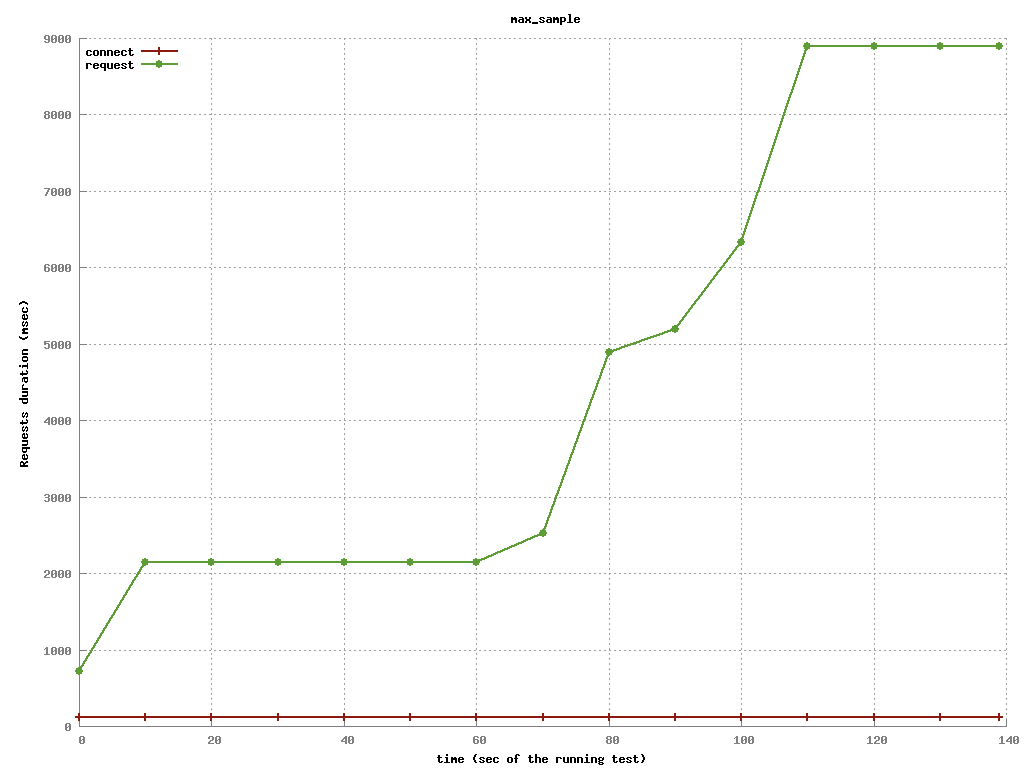 max_sample
connect
request
9000
8000
7000
6000
5000
4000
3000
2000
1000
0
Requests duration (msec)
0 20 40 60 80 100 120 140
time (sec of the running test)